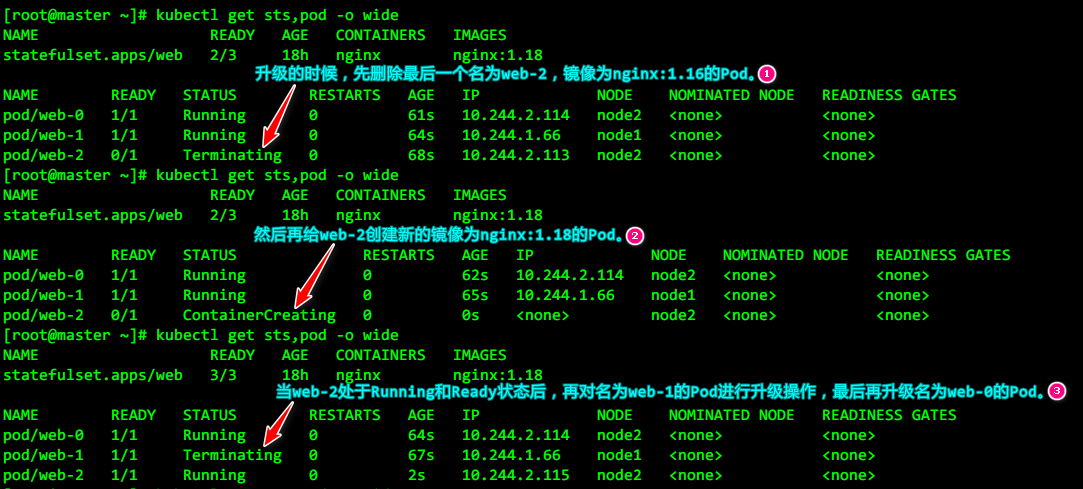 [root@master ~]# kubectl get sts,pod -o wide
NAME READY AGE CONTAINERS IMAGES
statefulset.apps/web 2/3 18h nginx nginx:1.18
升级的时候，先删除最后一个名为web-2，镜像为nginx:1.16的Pod。 1
NAME READY STATUS RESTARTS AGE IP NODE NOMINATED NODE READINESS GATES
pod/web-0 1/1 Running 0 61s 10.244.2.114 node2 <none> <none>
pod/web-1 1/1 Running 0 64s 10.244.1.66 node1 <none> <none>
pod/web-2 0/1 Terminating 0 68s 10.244.2.113 node2 <none> <none>
[root@master ~]# kubectl get sts,pod -o wide
NAME READY AGE CONTAINERS IMAGES
statefulset.apps/web 2/3 18h nginx nginx:1.18
然后再给web-2创建新的镜像为nginx:1.18的Pod。 2
NAME READY STATUS RESTARTS AGE IP NODE NOMINATED NODE READINESS GATES
pod/web-0 1/1 Running 0 62s 10.244.2.114 node2 <none> <none>
pod/web-1 1/1 Running 0 65s 10.244.1.66 node1 <none> <none>
pod/web-2 0/1 ContainerCreating 0 0s <none> node2 <none> <none>
[root@master ~]# kubectl get sts,pod -o wide
NAME READY AGE CONTAINERS IMAGES
statefulset.apps/web 3/3 18h nginx nginx:1.18
当web-2处于Running和Ready状态后，再对名为web-1的Pod进行升级操作，最后再升级名为web-0的Pod。 3
NAME READY STATUS RESTARTS AGE IP NODE NOMINATED NODE READINESS GATES
pod/web-0 1/1 Running 0 64s 10.244.2.114 node2 <none> <none>
pod/web-1 1/1 Terminating 0 67s 10.244.1.66 node1 <none> <none>
pod/web-2 1/1 Running 0 2s 10.244.2.115 node2 <none> <none>